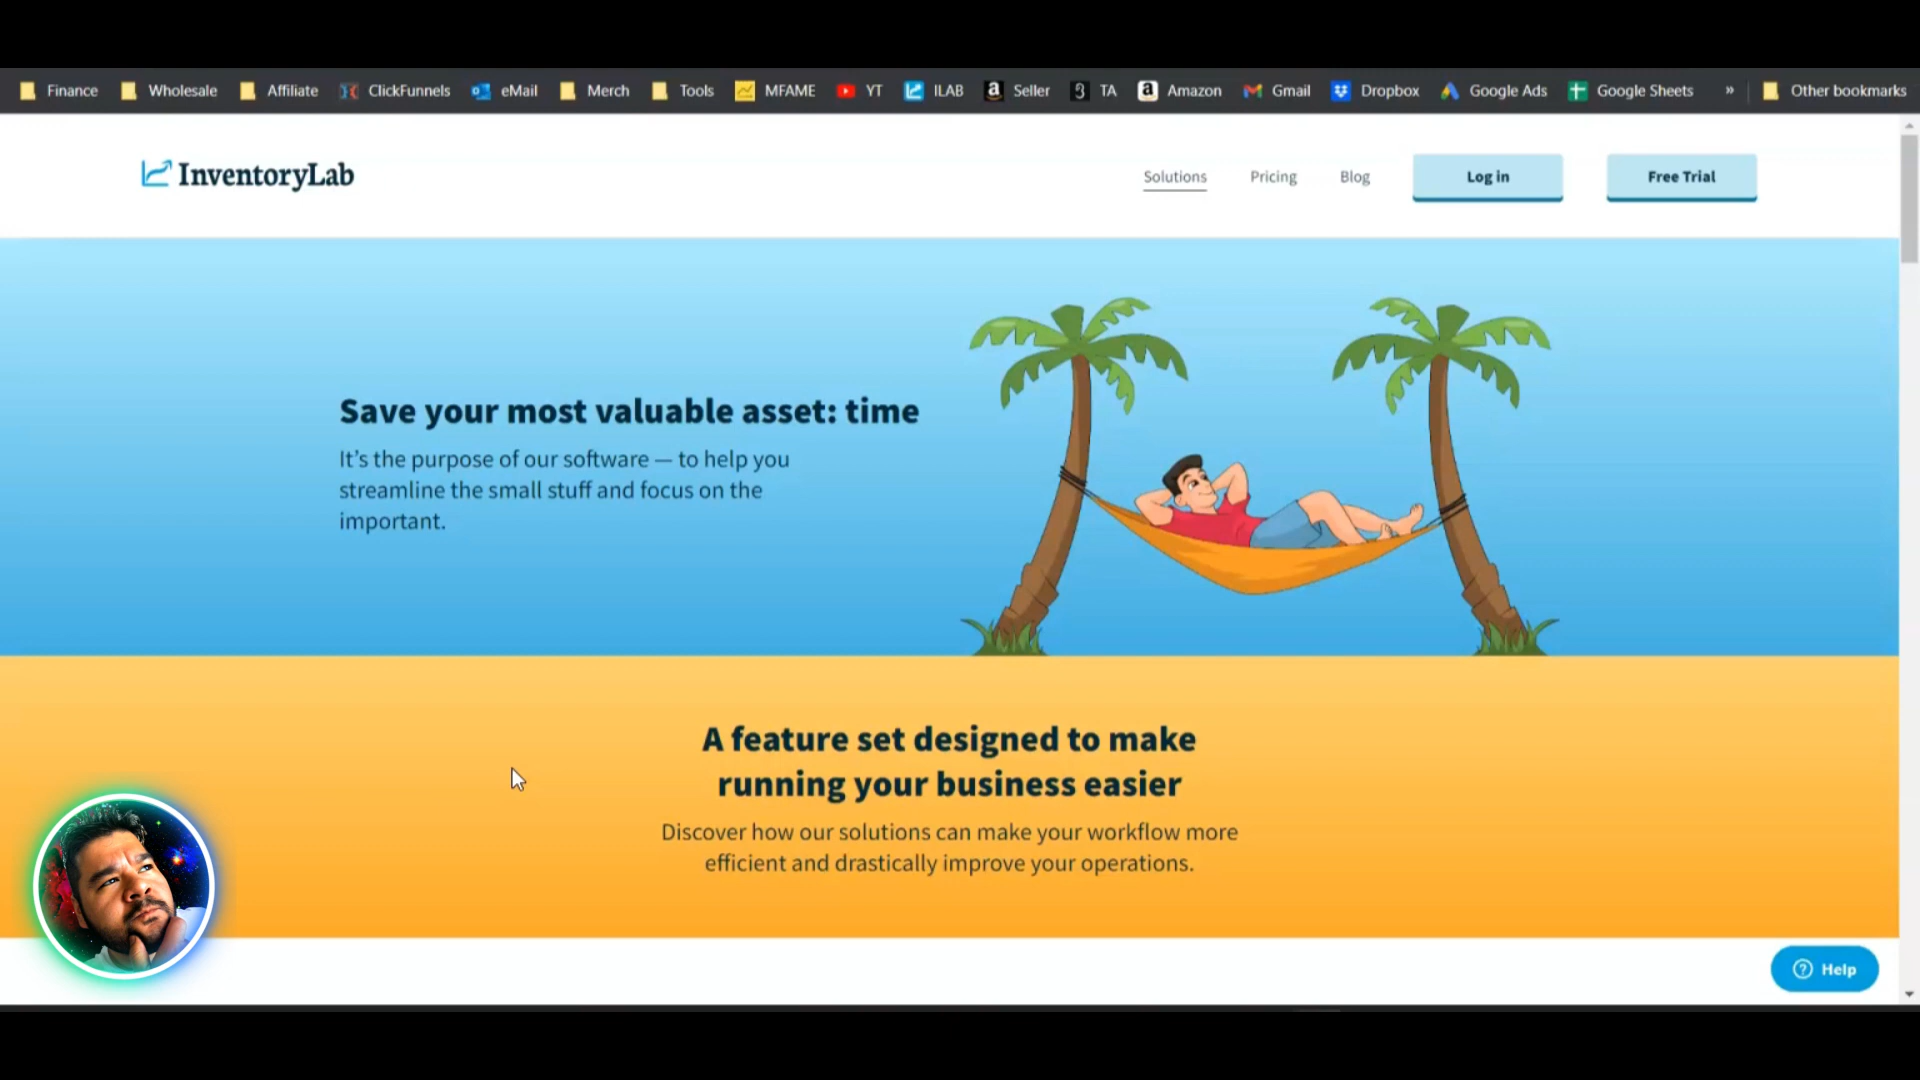 Finance Wholesale Affiliate ClickFunnels eMail Merch Tools MFAME YT ILAB Seller TA Amazon Gmail Dropbox Google Ads Google Sheets » Other bookmarks
InventoryLab
Solutions Pricing Blog Log in Free Trial
Save your most valuable asset: time
It's the purpose of our software — to help you
streamline the small stuff and focus on the
important.
A feature set designed to make
running your business easier
Discover how our solutions can make your workflow more
efficient and drastically improve your operations.
Help